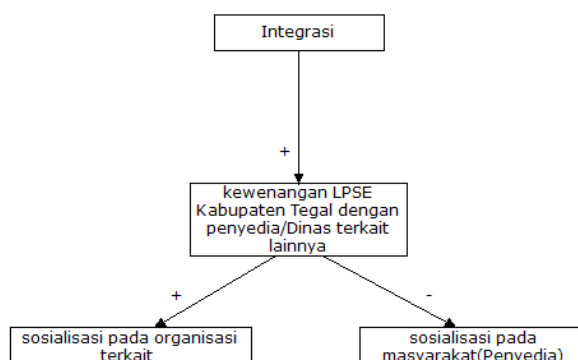 Integrasi
+
kewenangan LPSE
Kabupaten Tegal dengan
penyedia/Dinas terkait
lainnya
+
-
sosialisasi pada organisasi
terkait
sosialisasi pada
masyarakat(Penyedia)